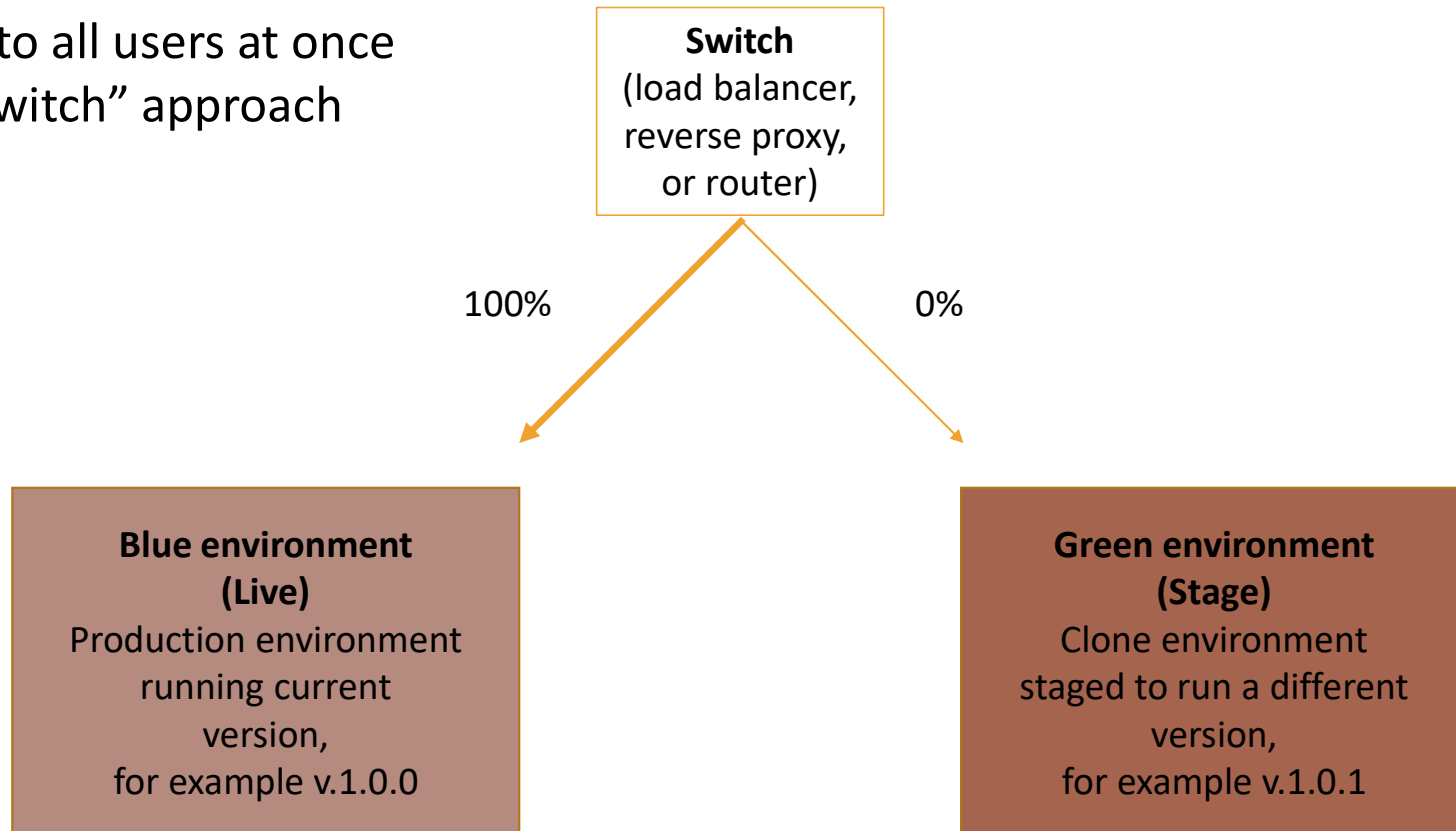 to all users at once
witch” approach
Switch
(load balancer,
reverse proxy,
or router)
100%
0%
Blue environment
(Live)
Production environment
running current
version,
for example v.1.0.0
Green environment
(Stage)
Clone environment
staged to run a different
version,
for example v.1.0.1